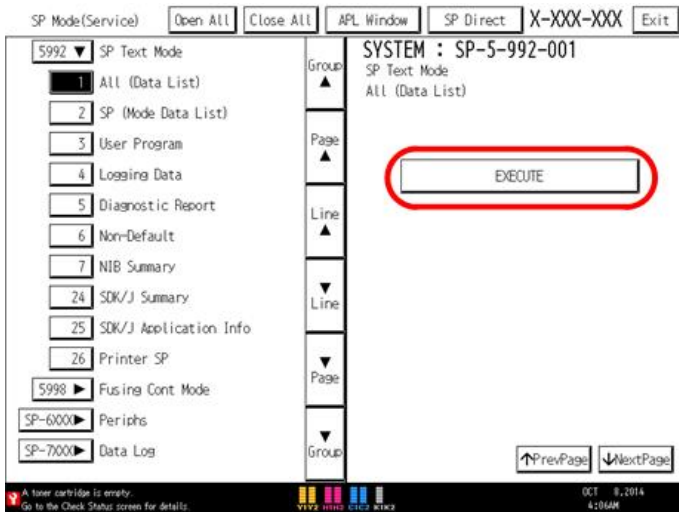 SP Mode(Service)
Open All
Close All
APL Window
SP Direct
X-XXX-XXX
Exit
5992 ▼ SP Text Mode
1 All (Data List)
2 SP (Mode Data List)
3 User Program
4 Logging Data
5 Diagnostic Report
6 Non-Default
7 NIB Summary
24 SDK/J Summary
25 SDK/J Application Info
26 Printer SP
5998 ► Fusing Cont Mode
SP-6XXX► Periphs
SP-7XXX► Data Log
Group
▲
Page
▲
Line
▲
▼
Line
▼
Page
▼
Group
SYSTEM : SP-5-992-001
SP Text Mode
All (Data List)
EXECUTE
↑PrevPage
↓NextPage
A toner cartridge is empty.
Go to the Check Status screen for details.
Y1Y2 M1M2 C1C2 K1K2
OCT 8,2014
4:06AM